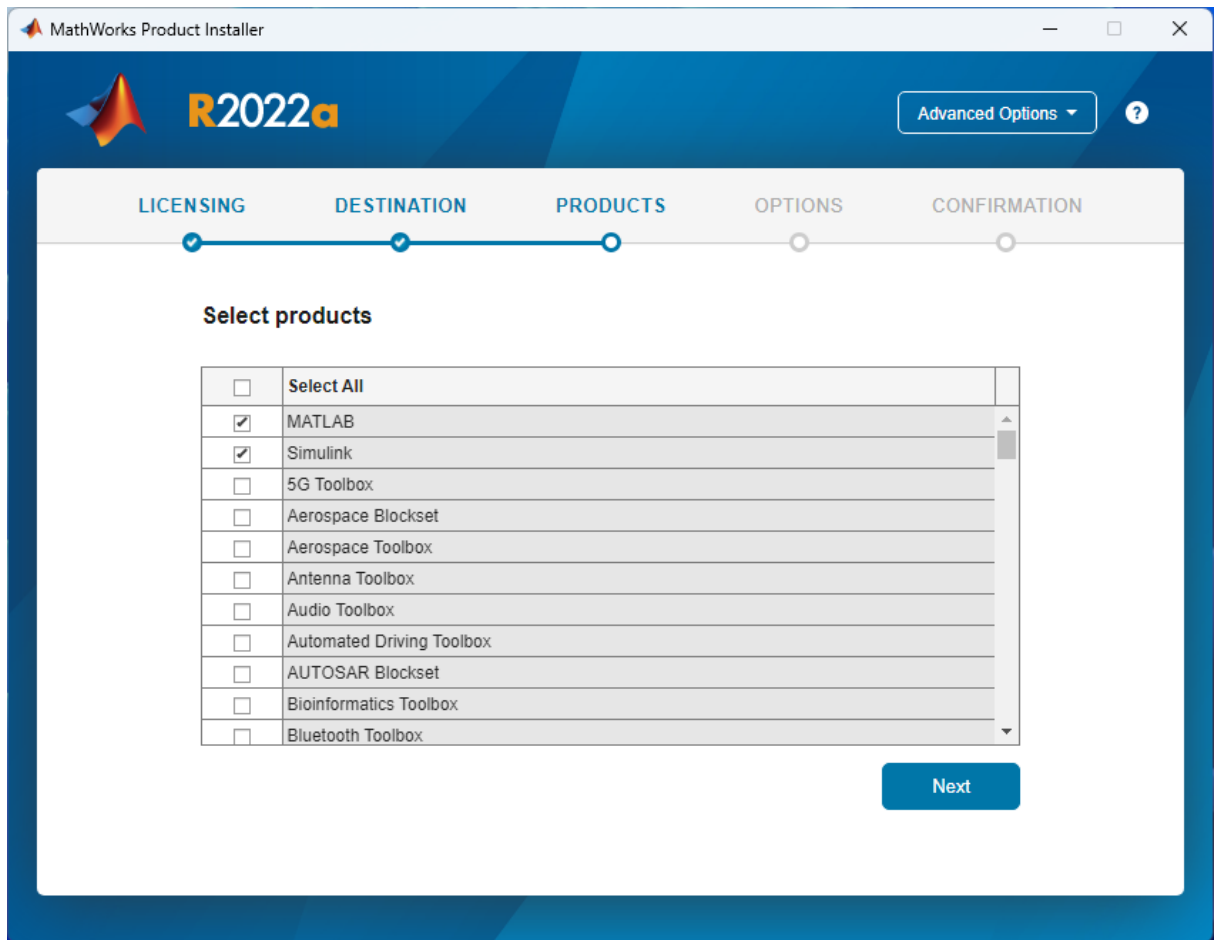 MathWorks Product Installer
R2022a
Advanced Options
?
LICENSING DESTINATION PRODUCTS OPTIONS CONFIRMATION
Select products
Select All
MATLAB
Simulink
5G Toolbox
Aerospace Blockset
Aerospace Toolbox
Antenna Toolbox
Audio Toolbox
Automated Driving Toolbox
AUTOSAR Blockset
Bioinformatics Toolbox
Bluetooth Toolbox
Next